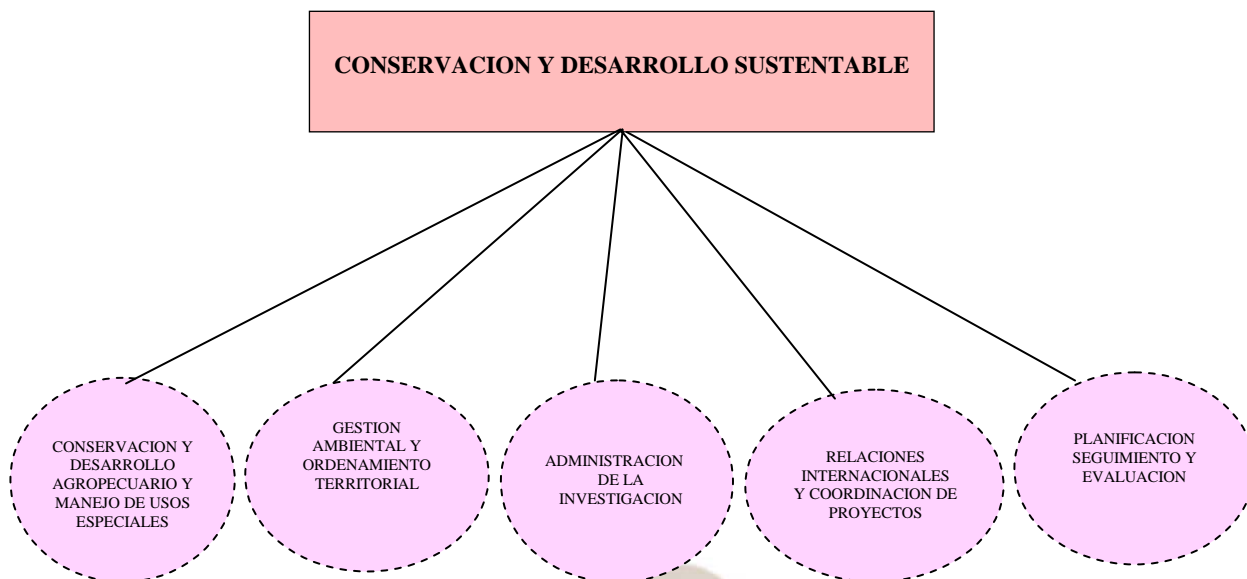 CONSERVACION Y DESARROLLO SUSTENTABLE
CONSERVACION Y
DESARROLLO
AGROPECUARIO Y
MANEJO DE USOS
ESPECIALES
GESTION
AMBIENTAL Y
ORDENAMIENTO
TERRITORIAL
ADMINISTRACION
DE LA
INVESTIGACION
RELACIONES
INTERNACIONALES
Y COORDINACION DE
PROYECTOS
PLANIFICACION
SEGUIMIENTO Y
EVALUACION